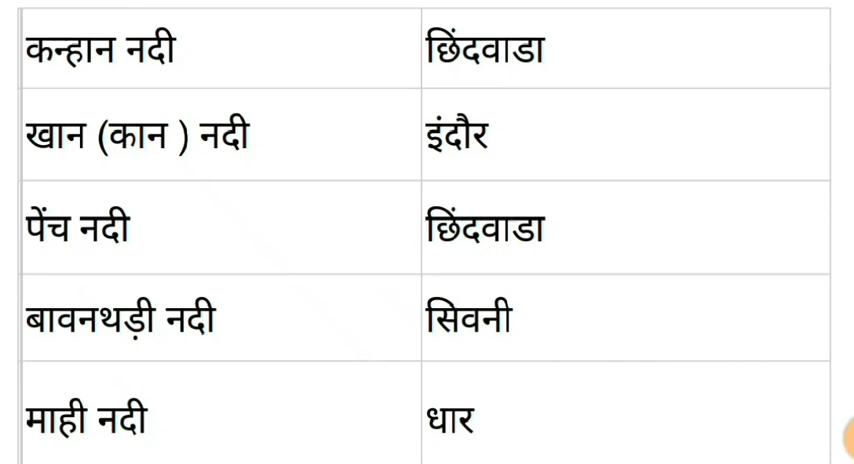 कन्हान नदी छिंदवाडा
खान (कान ) नदी इंदौर
पेंच नदी छिंदवाडा
बावनथड़ी नदी सिवनी
माही नदी धार